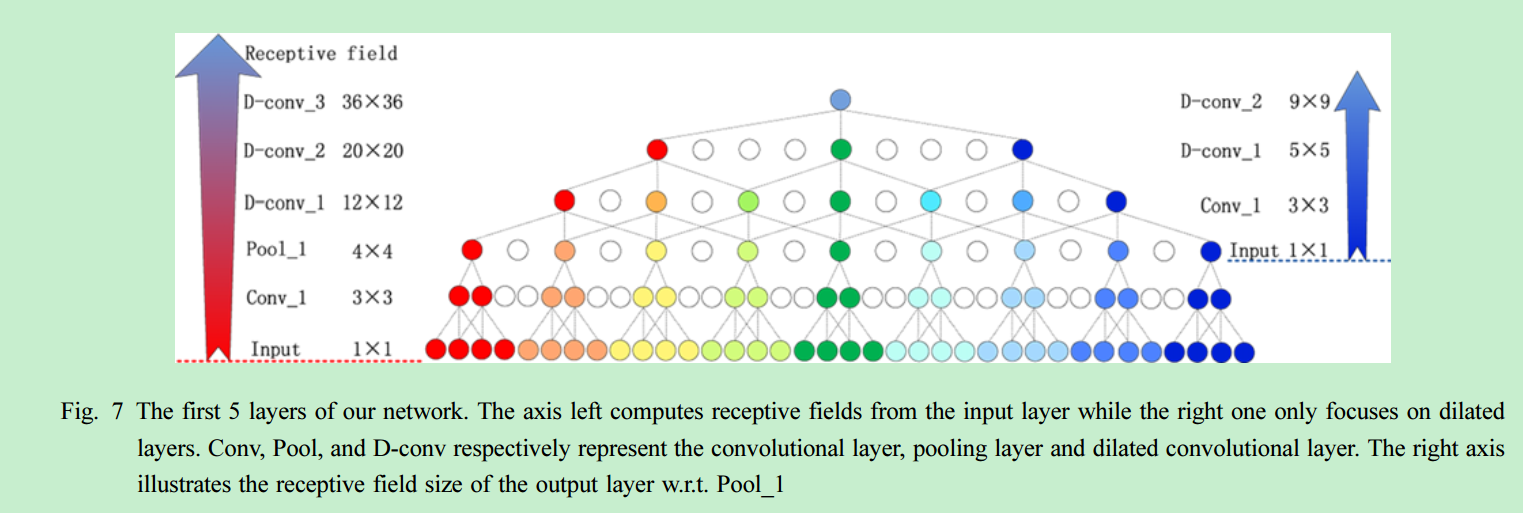 Receptive field
D-conv_3 36×36
D-conv_2 20×20
D-conv_1 12×12
Pool_1 4×4
Conv_1 3×3
Input 1×1
D-conv_2 9×9
D-conv_1 5×5
Conv_1 3×3
Input 1×1
Fig. 7 The first 5 layers of our network. The axis left computes receptive fields from the input layer while the right one only focuses on dilated
layers. Conv, Pool, and D-conv respectively represent the convolutional layer, pooling layer and dilated convolutional layer. The right axis
illustrates the receptive field size of the output layer w.r.t. Pool_1